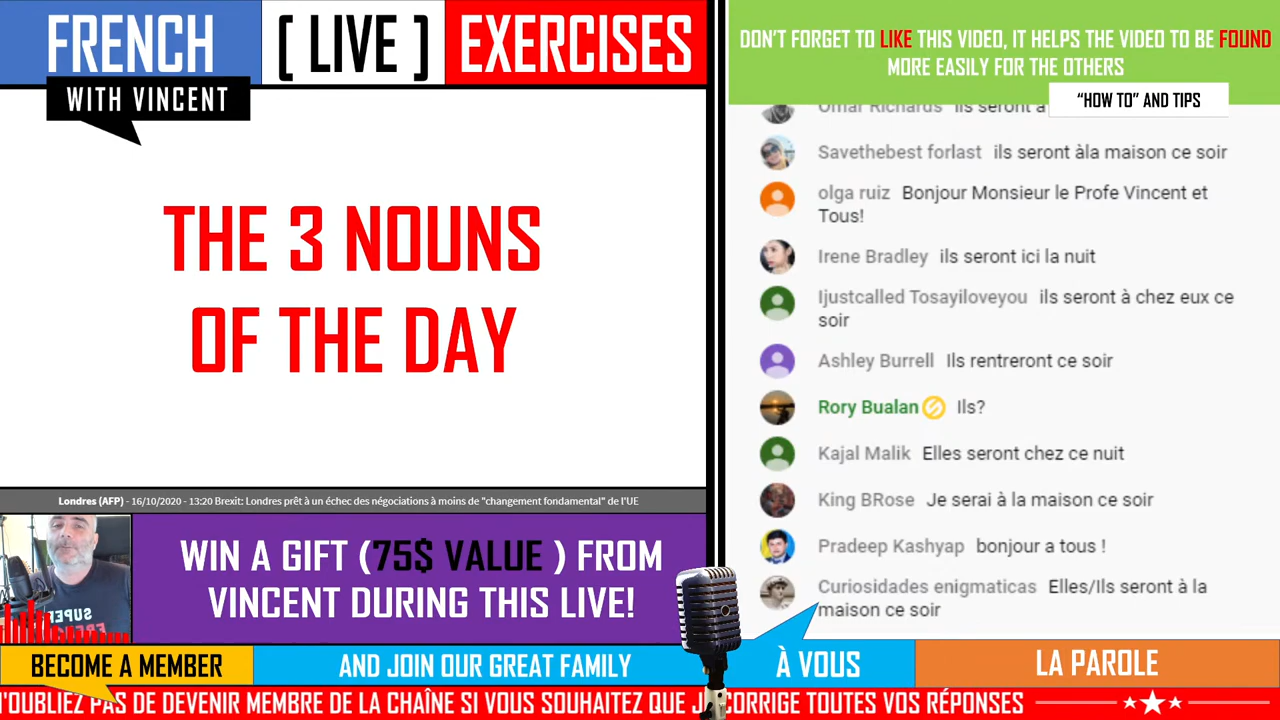 FRENCH [ LIVE ] EXERCISES
WITH VINCENT
THE 3 NOUNS
OF THE DAY
Londres (AFP) - 16/10/2020 - 13:20 Brexit: Londres prêt à un échec des négociations à moins de "changement fondamental" de l'UE
SUPER
WIN A GIFT (75$ VALUE ) FROM
VINCENT DURING THIS LIVE!
BECOME A MEMBER
AND JOIN OUR GREAT FAMILY
DON'T FORGET TO LIKE THIS VIDEO, IT HELPS THE VIDEO TO BE FOUND
MORE EASILY FOR THE OTHERS
"HOW TO" AND TIPS
Omar Richards ils seront a
Savethebest forlast ils seront àla maison ce soir
olga ruiz Bonjour Monsieur le Profe Vincent et
Tous!
Irene Bradley ils seront ici la nuit
Ijustcalled Tosayiloveyou ils seront à chez eux ce
soir
Ashley Burrell Ils rentreront ce soir
Rory Bualan Ils?
Kajal Malik Elles seront chez ce nuit
King BRose Je serai à la maison ce soir
Pradeep Kashyap bonjour a tous !
Curiosidades enigmaticas Elles/Ils seront à la
maison ce soir
À VOUS
LA PAROLE
'OUBLIEZ PAS DE DEVENIR MEMBRE DE LA CHAÎNE SI VOUS SOUHAITEZ QUE J CORRIGE TOUTES VOS RÉPONSES